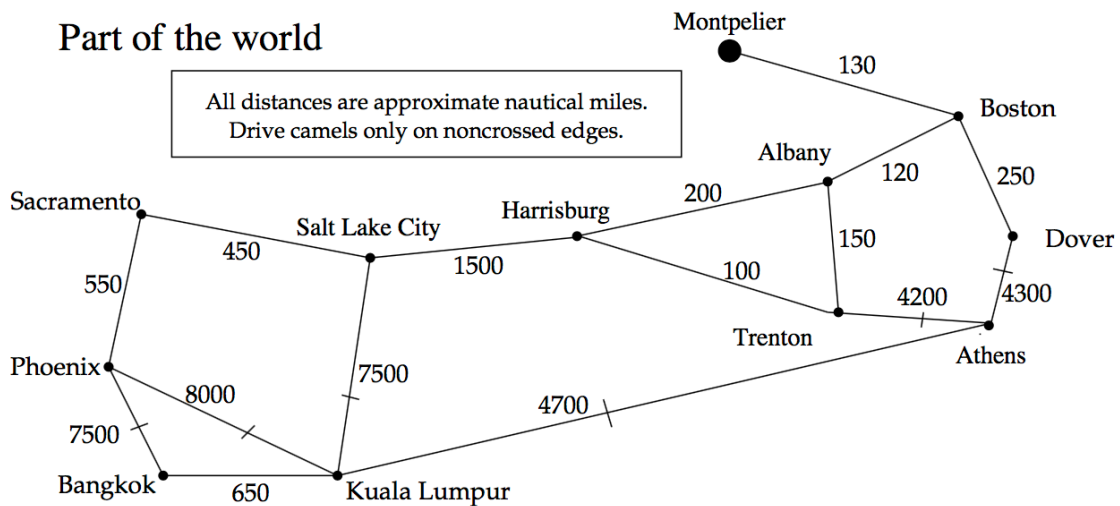 Part of the world
Montpelier
All distances are approximate nautical miles.
Drive camels only on noncrossed edges.
130
Boston
Albany
120
250
Sacramento
Salt Lake City
Harrisburg
200
Dover
450
1500
150
550
100
4200
4300
Trenton
Athens
Phoenix
8000
7500
4700
7500
Bangkok
650
Kuala Lumpur